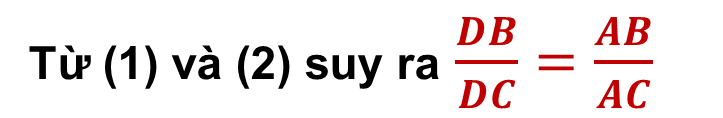 Từ (1) và (2) suy ra DB/DC = AB/AC